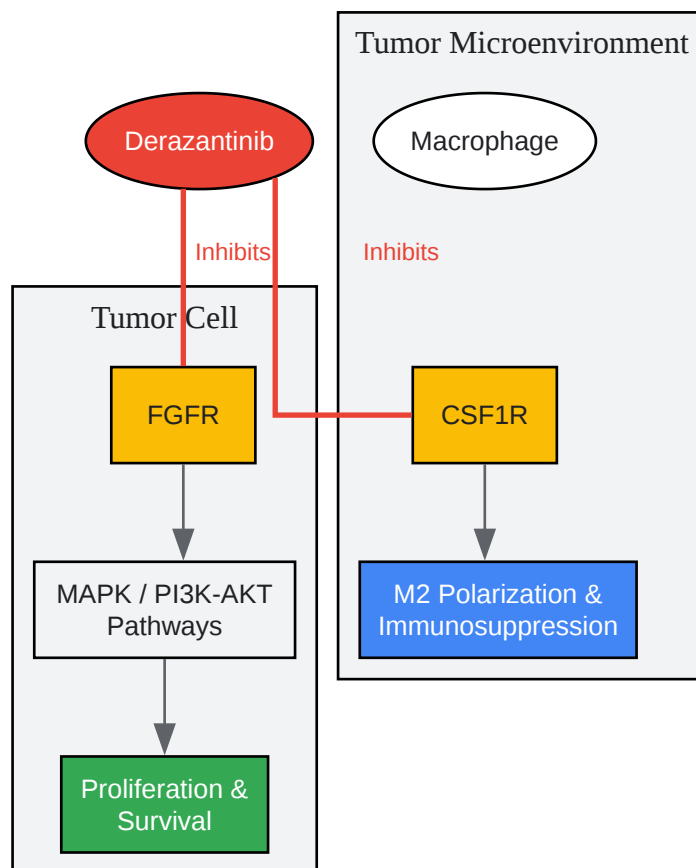 Tumor Microenvironment
Derazantinib
Macrophage
Inhibits
Inhibits
Tumor Cell
FGFR
CSF1R
MAPK / PI3K-AKT
Pathways
M2 Polarization &
Immunosuppression
Proliferation &
Survival